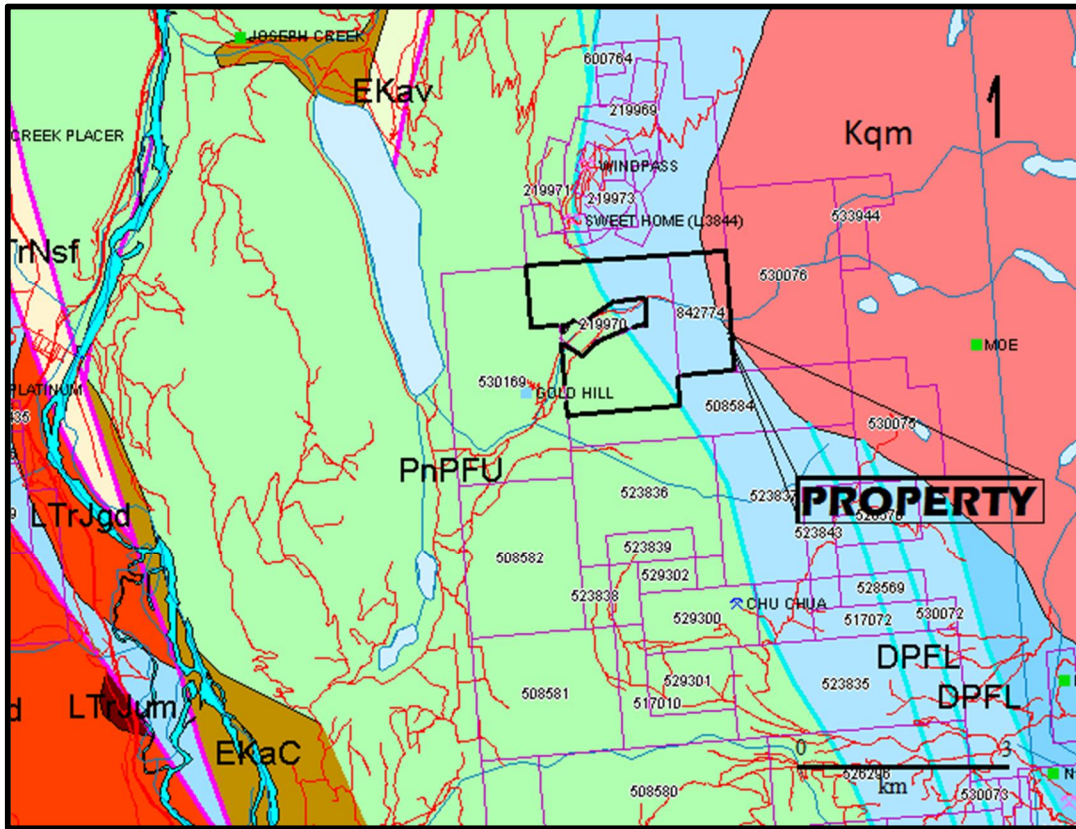 JOSEPH CREEK
600764
EKav
219969
Kqm
CREEK PLACER
WINDPASS
219971
219973
SWEET HOME (L.3844)
533944
TrNsf
530076
842774
219970
MOE
530169
GOLD HILL
PLATINUM
508584
530075
PnPFU
523836
523837
PROPERTY
LTrJgd
523843
523839
508582
529302
528569
523838
CHU CHUA
529300
517072
530072
DPFL
529301
523835
DPFL
508581
517010
LTrJum
d
EKaC
0
3
526296
km
508580
530073
N